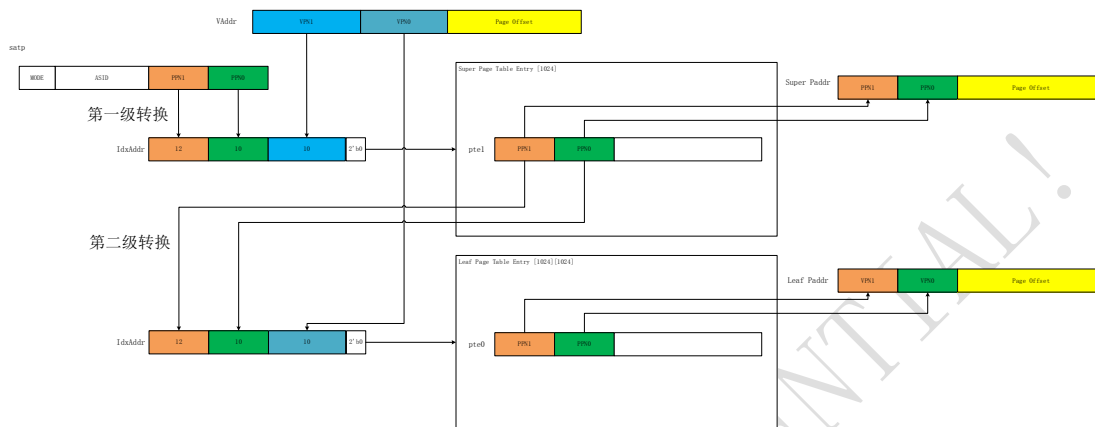 VAddr VPN1 VPN0 Page Offset
satp
MODE ASID PPN1 PPN0
Super Page Table Entry [1024]
Super Paddr PPN1 PPN0 Page Offset
第一级转换
IdxAddr 12 10 10 2'b0
pte1 PPN1 PPN0
第二级转换
Leaf Page Table Entry [1024][1024]
Leaf Paddr VPN1 VPN0 Page Offset
IdxAddr 12 10 10 2'b0
pte0 PPN1 PPN0
NTIAL!